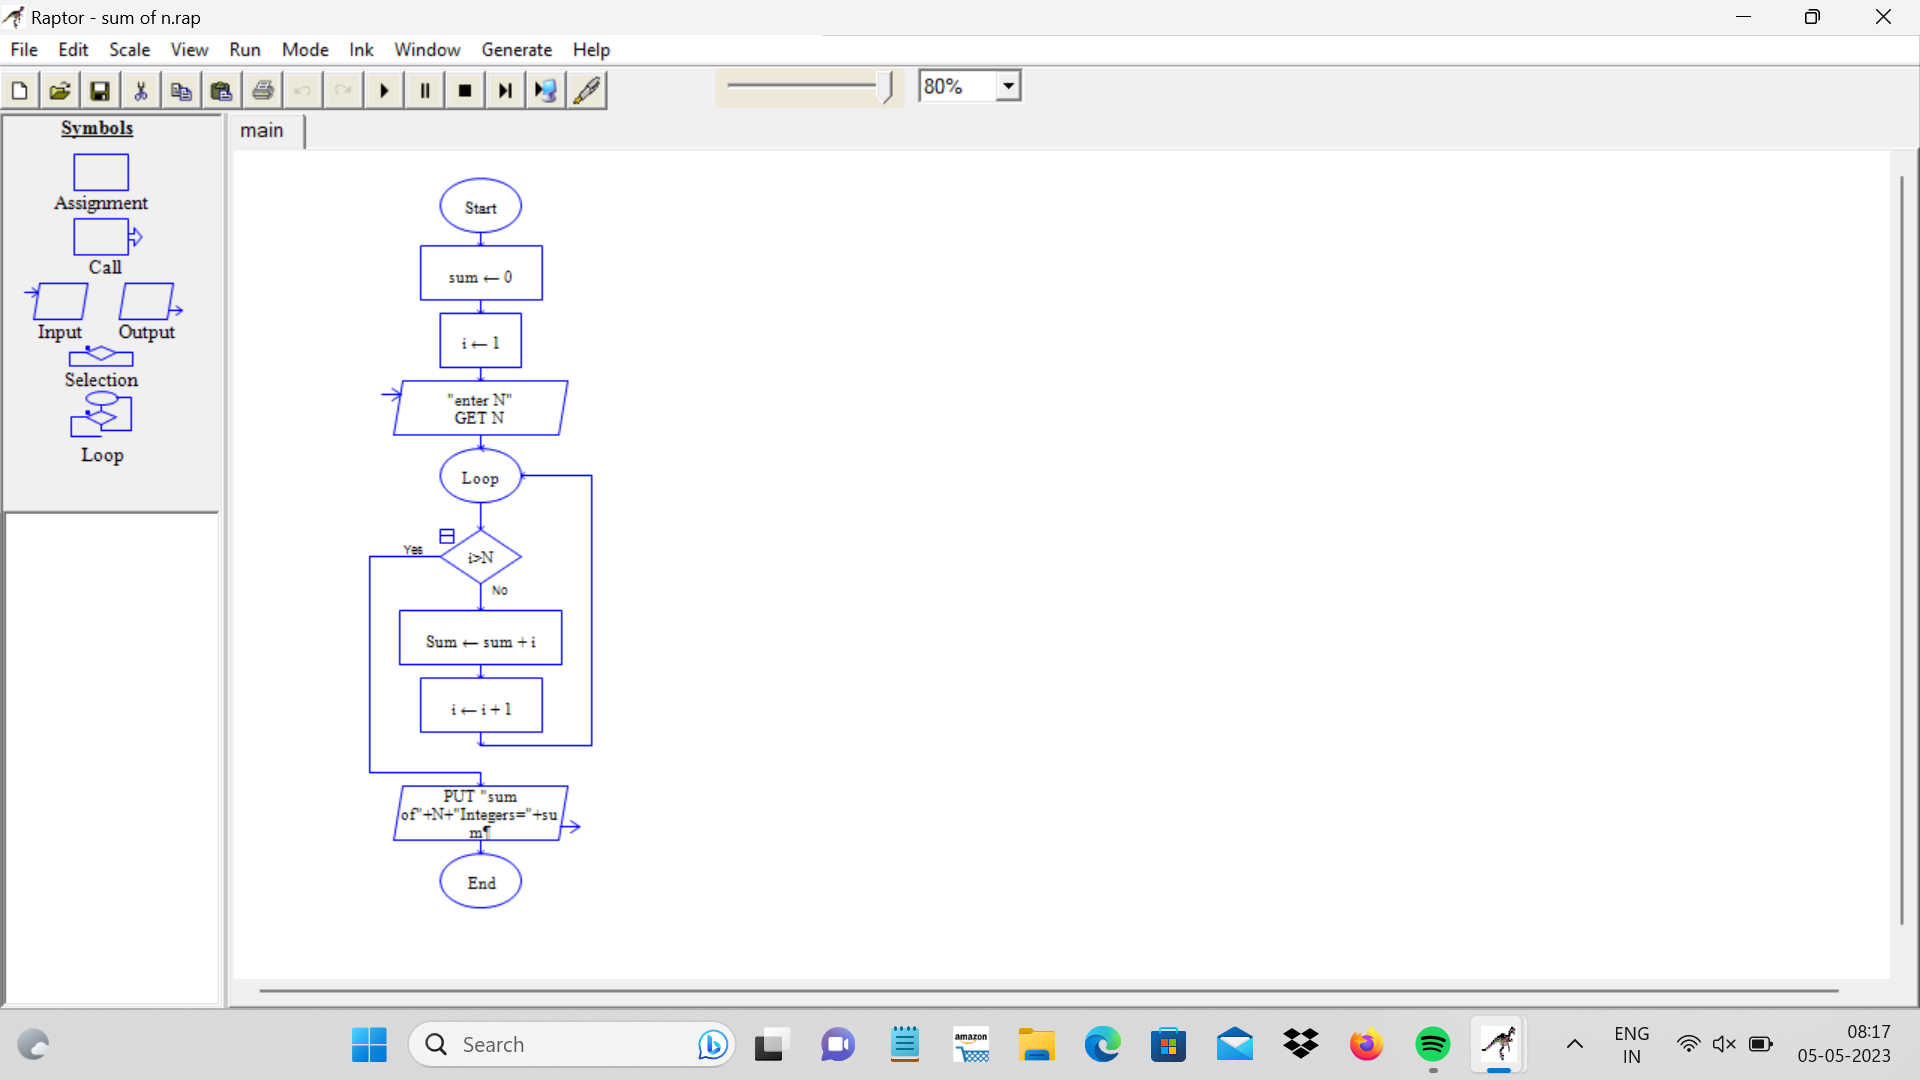 Raptor - sum of n.rap
File Edit Scale View Run Mode Ink Window Generate Help
80%
Symbols
Assignment
Call
Input Output
Selection
Loop
main
Start
sum ← 0
i ← 1
"enter N"
GET N
Loop
Yes
i>N
No
Sum ← sum + i
i ← i + 1
PUT "sum
of"+N+"Integers="+su
m¶
End
Search
amazon
ENG
IN
08:17
05-05-2023